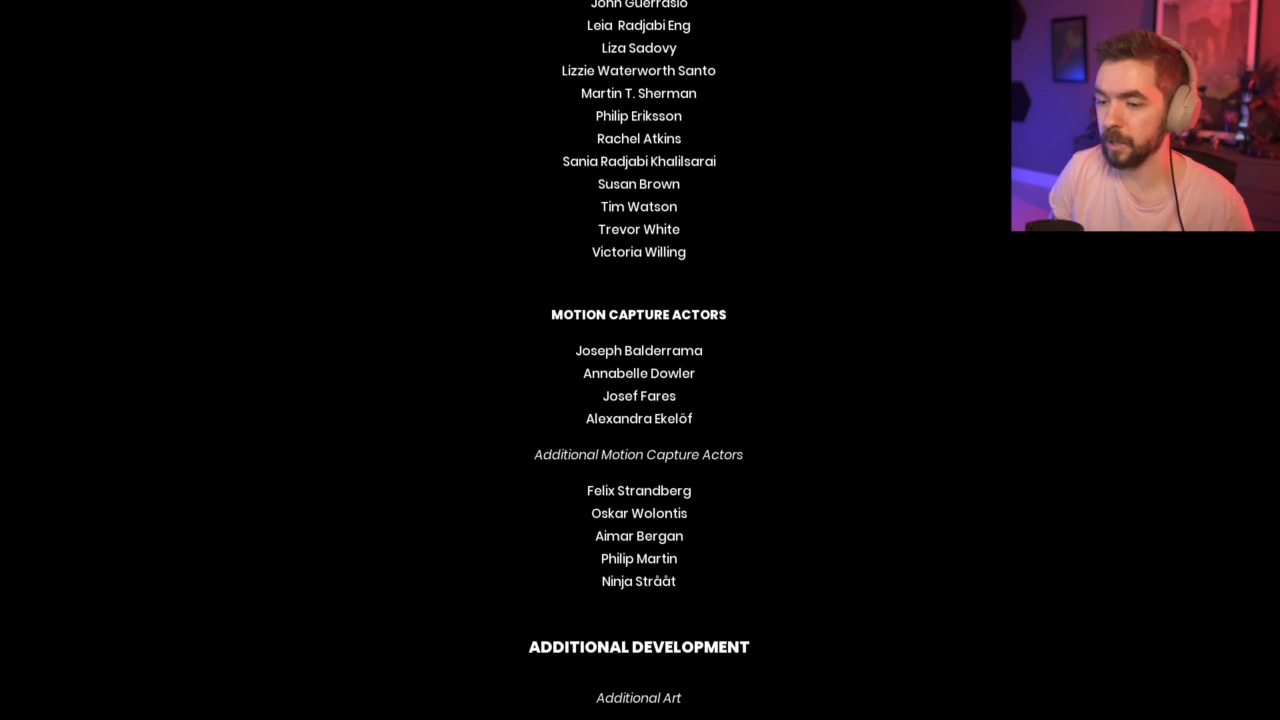 John Guerrasio
Leia Radjabi Eng
Liza Sadovy
Lizzie Waterworth Santo
Martin T. Sherman
Philip Eriksson
Rachel Atkins
Sania Radjabi Khalilsarai
Susan Brown
Tim Watson
Trevor White
Victoria Willing
MOTION CAPTURE ACTORS
Joseph Balderrama
Annabelle Dowler
Josef Fares
Alexandra Ekelöf
Additional Motion Capture Actors
Felix Strandberg
Oskar Wolontis
Aimar Bergan
Philip Martin
Ninja Strååt
ADDITIONAL DEVELOPMENT
Additional Art